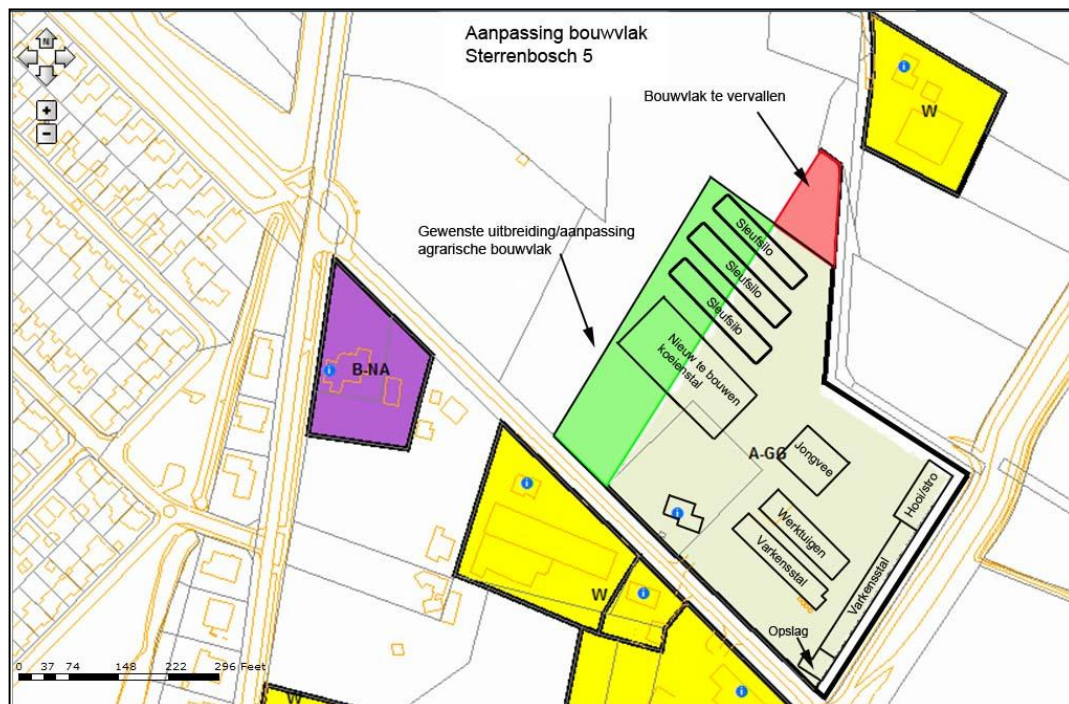 Aanpassing bouwvlak
Sterrenbosch 5
N
+
-
Bouwvlak te vervallen
W
Gewenste uitbreiding/aanpassing
agrarische bouwvlak
Sleufsilo
Sleufsilo
Sleufsilo
Nieuw te bouwen
koeienstal
B-NA
A-GG
Jongvee
Hooi/stro
Werktuigen
Varkensstal
Varkensstal
W
Opslag
0 37 74 148 222 296 Feet
W